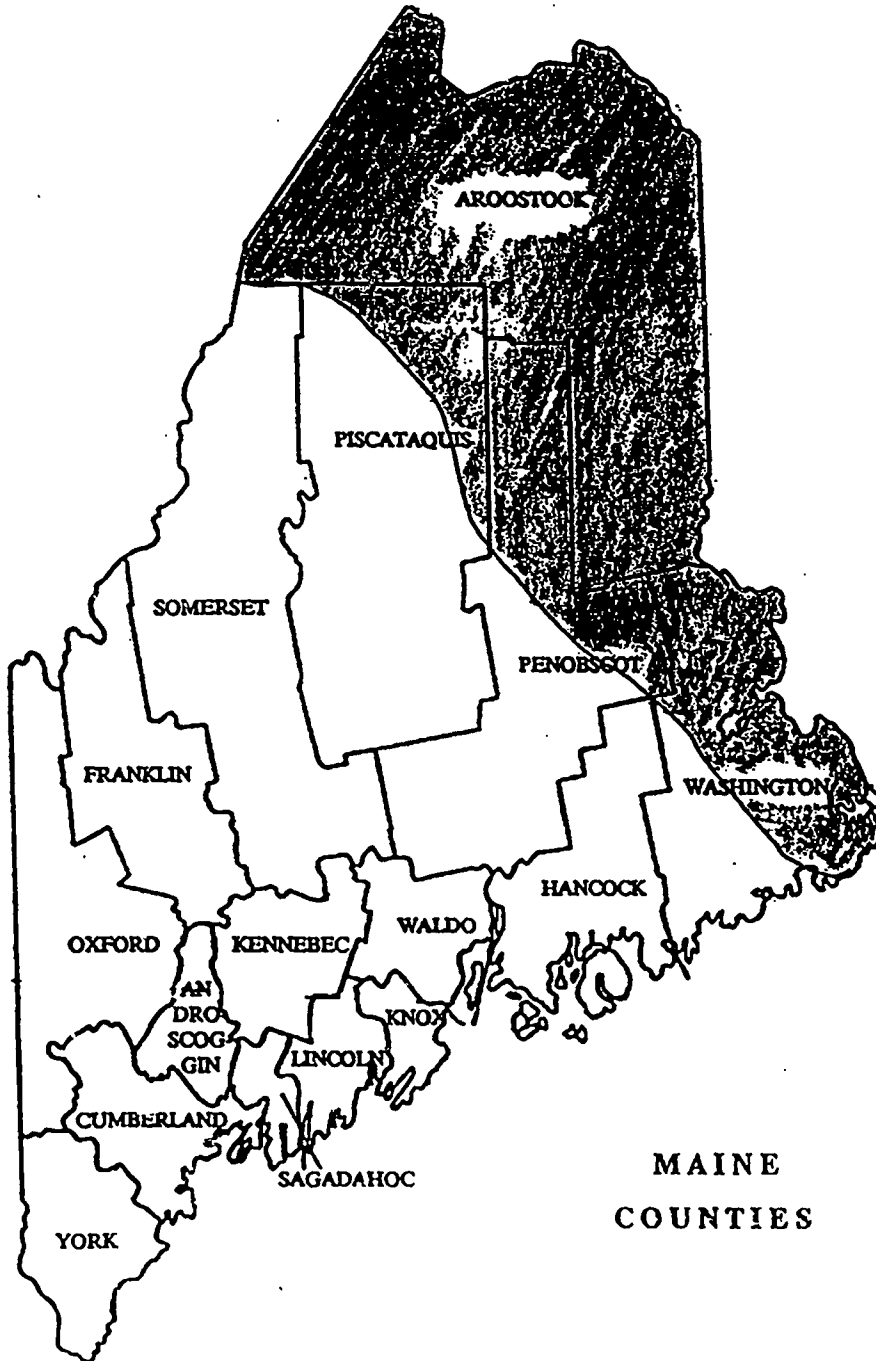 AROOSTOOK
PISCATAQUIS
SOMERSET
PENOBSCOT
FRANKLIN
WASHINGTON
HANCOCK
WALDO
OXFORD
KENNEBEC
AN
DRO
SCOG
GIN
KNOX
LINCOLN
CUMBERLAND
SAGADAHOC
YORK
MAINE
COUNTIES